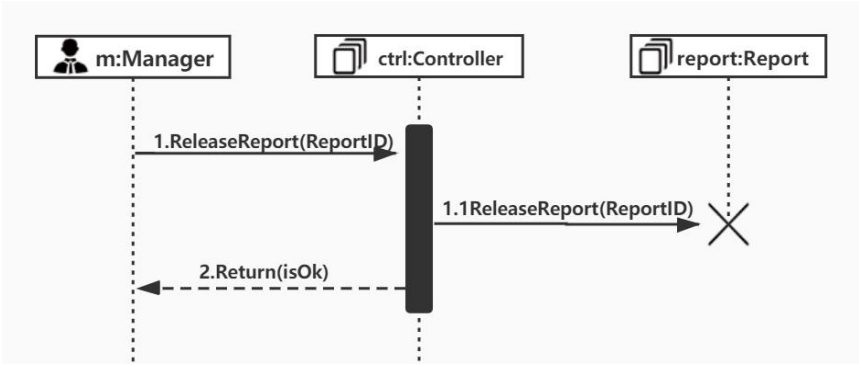 m:Manager
ctrl:Controller
report:Report
1.ReleaseReport(ReportID)
1.1ReleaseReport(ReportID)
2.Return(isOk)